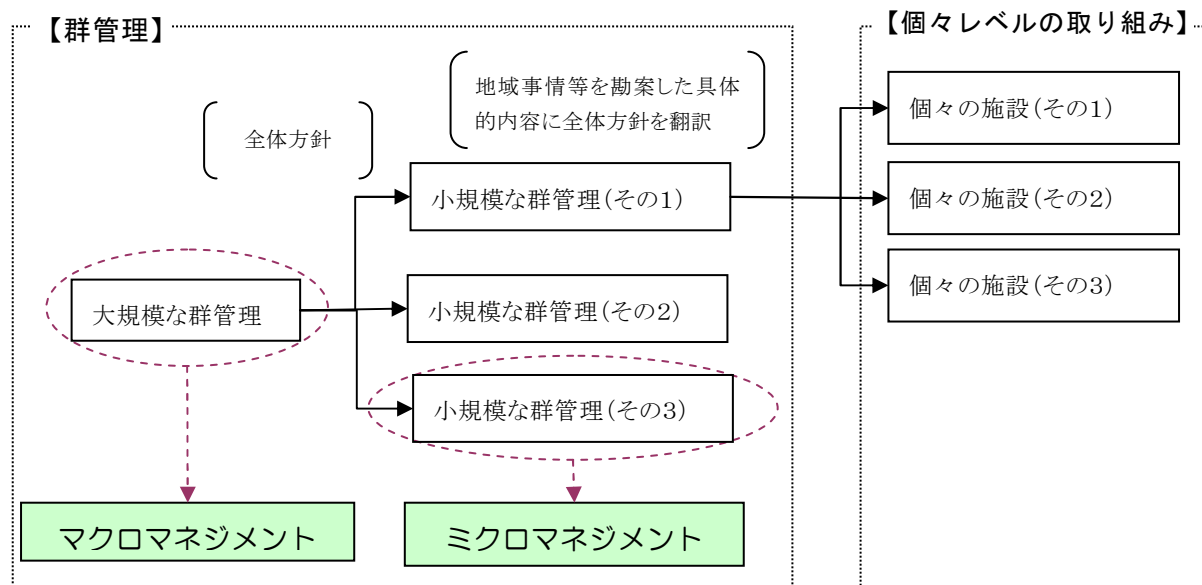 【群管理】
【個々レベルの取り組み】
全体方針
地域事情等を勘案した具体
的内容に全体方針を翻訳
大規模な群管理
小規模な群管理(その1)
小規模な群管理(その2)
小規模な群管理(その3)
個々の施設(その1)
個々の施設(その2)
個々の施設(その3)
マクロマネジメント
ミクロマネジメント